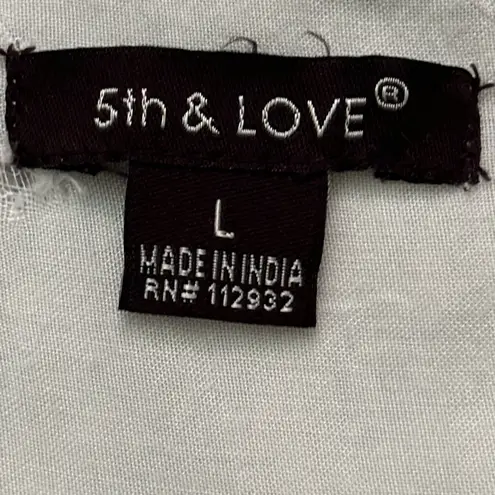 5th & LOVE®
L
MADE IN INDIA
RN# 112932